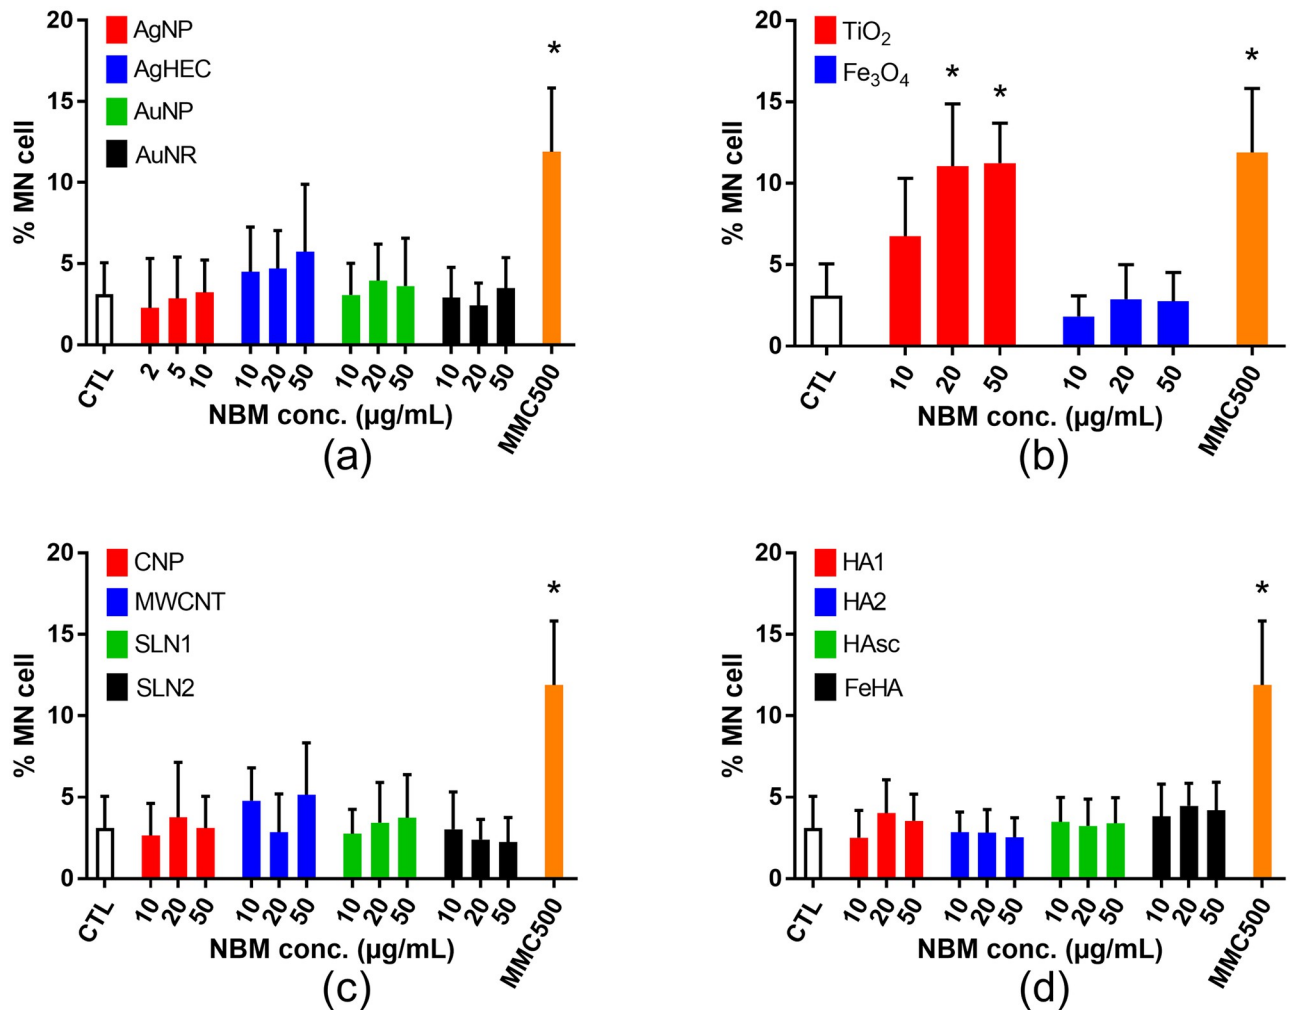 20
15
10
5
0
% MN cell
AgNP
AgHEC
AuNP
AuNR
*
CTL
2
5
10
10
20
50
10
20
50
10
20
50
MMC500
NBM conc. (µg/mL)
(a)
20
15
10
5
0
% MN cell
TiO2
Fe3O4
*
*
*
CTL
10
20
50
10
20
50
MMC500
NBM conc. (µg/mL)
(b)
20
15
10
5
0
% MN cell
CNP
MWCNT
SLN1
SLN2
*
CTL
10
20
50
10
20
50
10
20
50
10
20
50
MMC500
NBM conc. (µg/mL)
(c)
20
15
10
5
0
% MN cell
HA1
HA2
HAsc
FeHA
*
CTL
10
20
50
10
20
50
10
20
50
10
20
50
MMC500
NBM conc. (µg/mL)
(d)